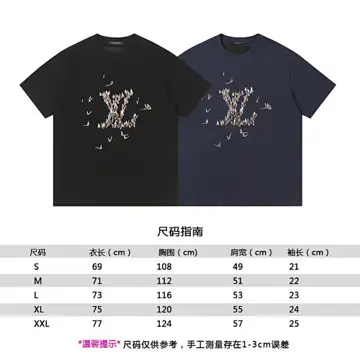 尺码指南
尺码 衣长（cm） 胸围(cm) 肩宽（cm） 袖长（cm）
S 69 108 49 21
M 71 112 51 22
L 73 116 53 23
XL 75 120 55 24
XXL 77 124 57 25
*温馨提示* 尺码仅供参考，手工测量存在1-3cm误差